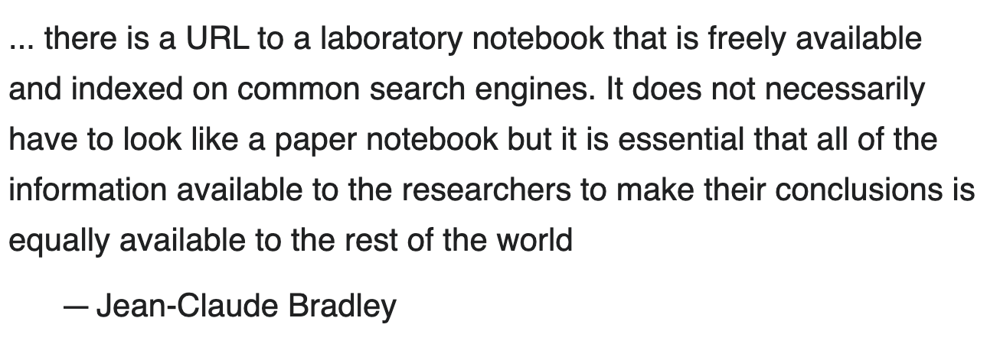 ... there is a URL to a laboratory notebook that is freely available
and indexed on common search engines. It does not necessarily
have to look like a paper notebook but it is essential that all of the
information available to the researchers to make their conclusions is
equally available to the rest of the world
— Jean-Claude Bradley